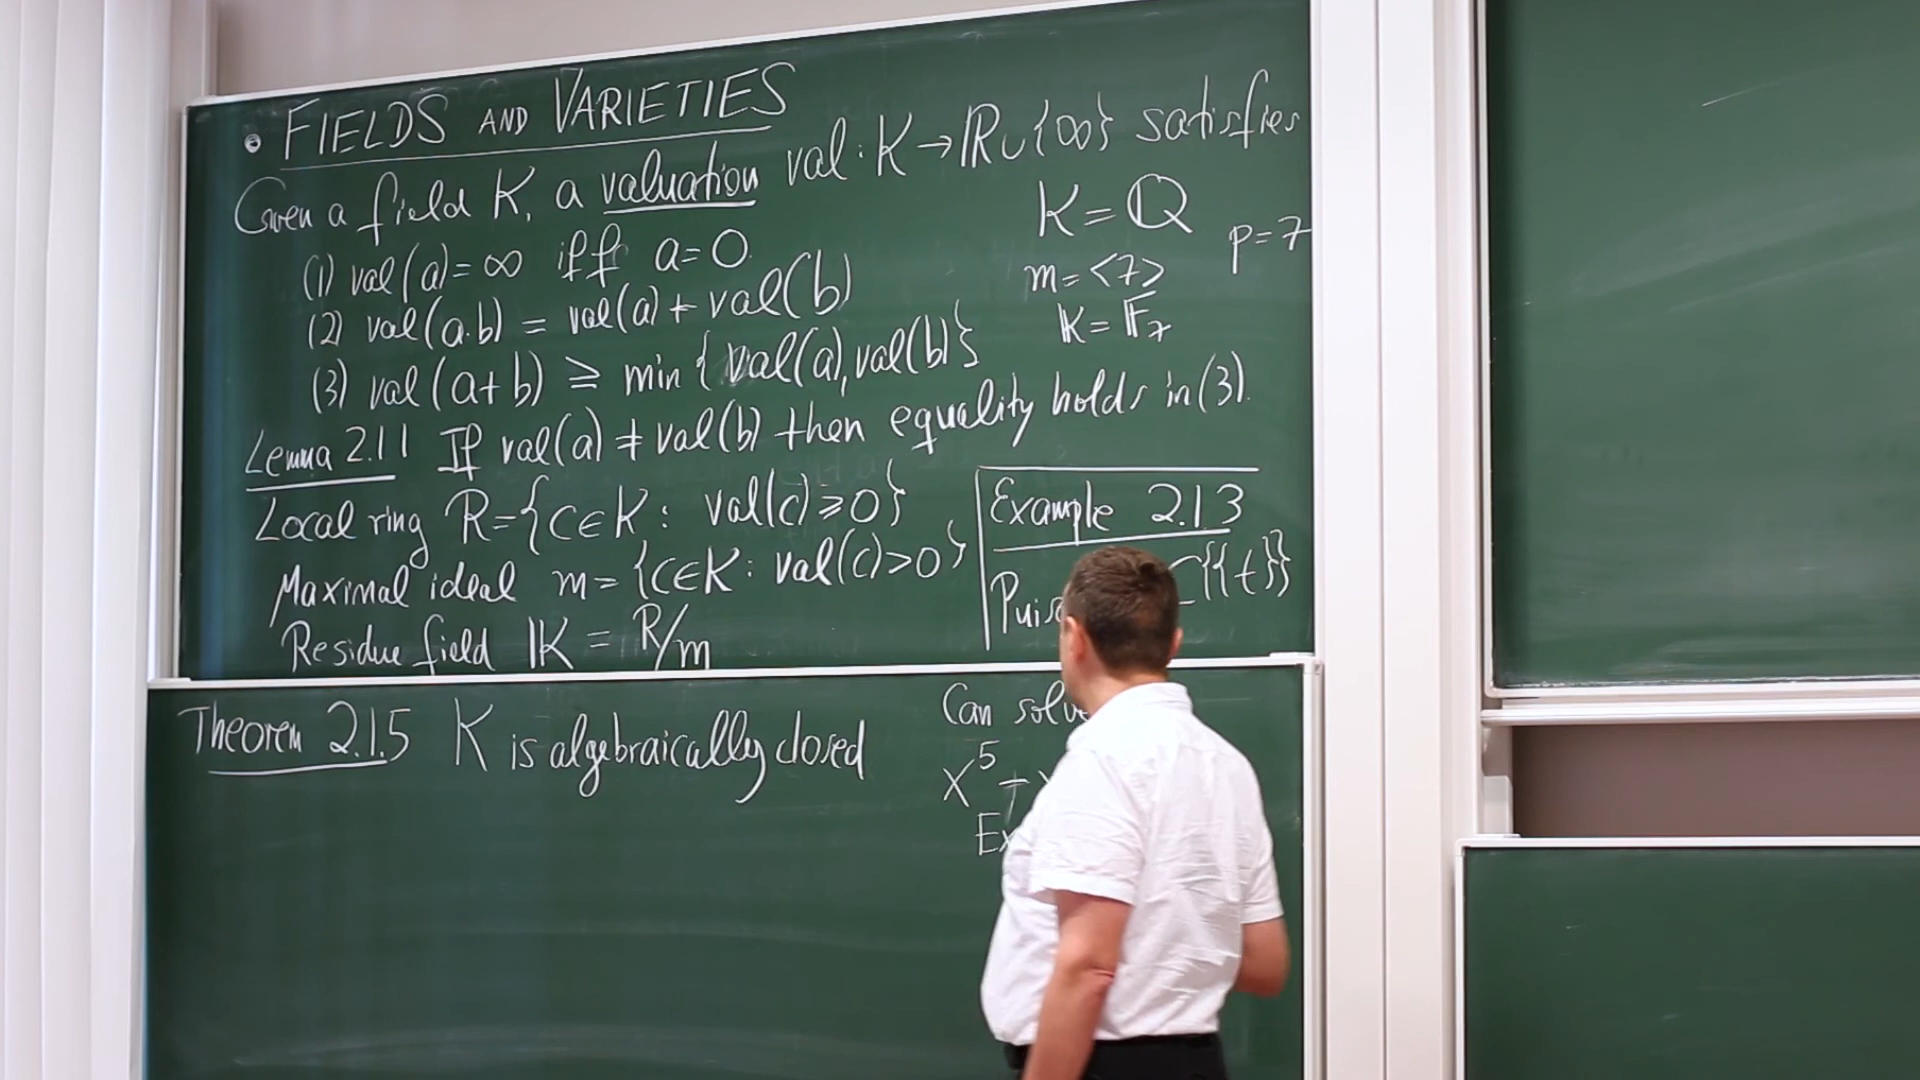 • FIELDS AND VARIETIES
Given a field K, a valuation val : K → ℝ ∪ {∞} satisfies
(1) val(a) = ∞ iff a = 0.
(2) val(a·b) = val(a) + val(b)
(3) val(a+b) ≥ min{val(a), val(b)}
K = ℚ
p = 7
m = <7>
𝕜 = 𝔽₇
Lemma 2.1.1 If val(a) ≠ val(b) then equality holds in (3).
Local ring R = {c∈K : val(c) ≥ 0}
Maximal ideal m = {c∈K : val(c) > 0}
Residue field 𝕂 = R/m
Example 2.1.3
{{t}}
Theorem 2.1.5 K is algebraically closed
Can
x⁵ +